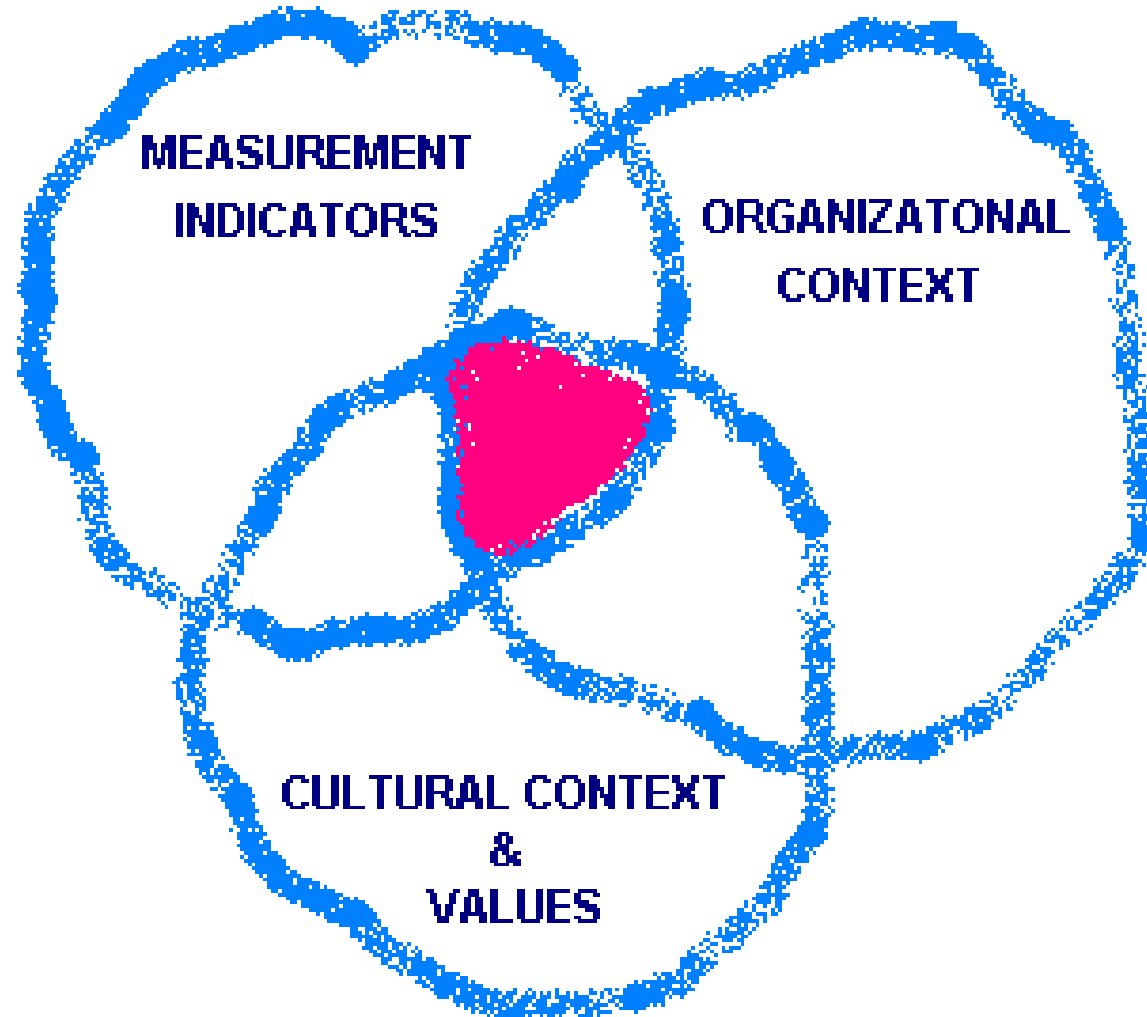 MEASUREMENT
INDICATORS
ORGANIZATONAL
CONTEXT
CULTURAL CONTEXT
&
VALUES